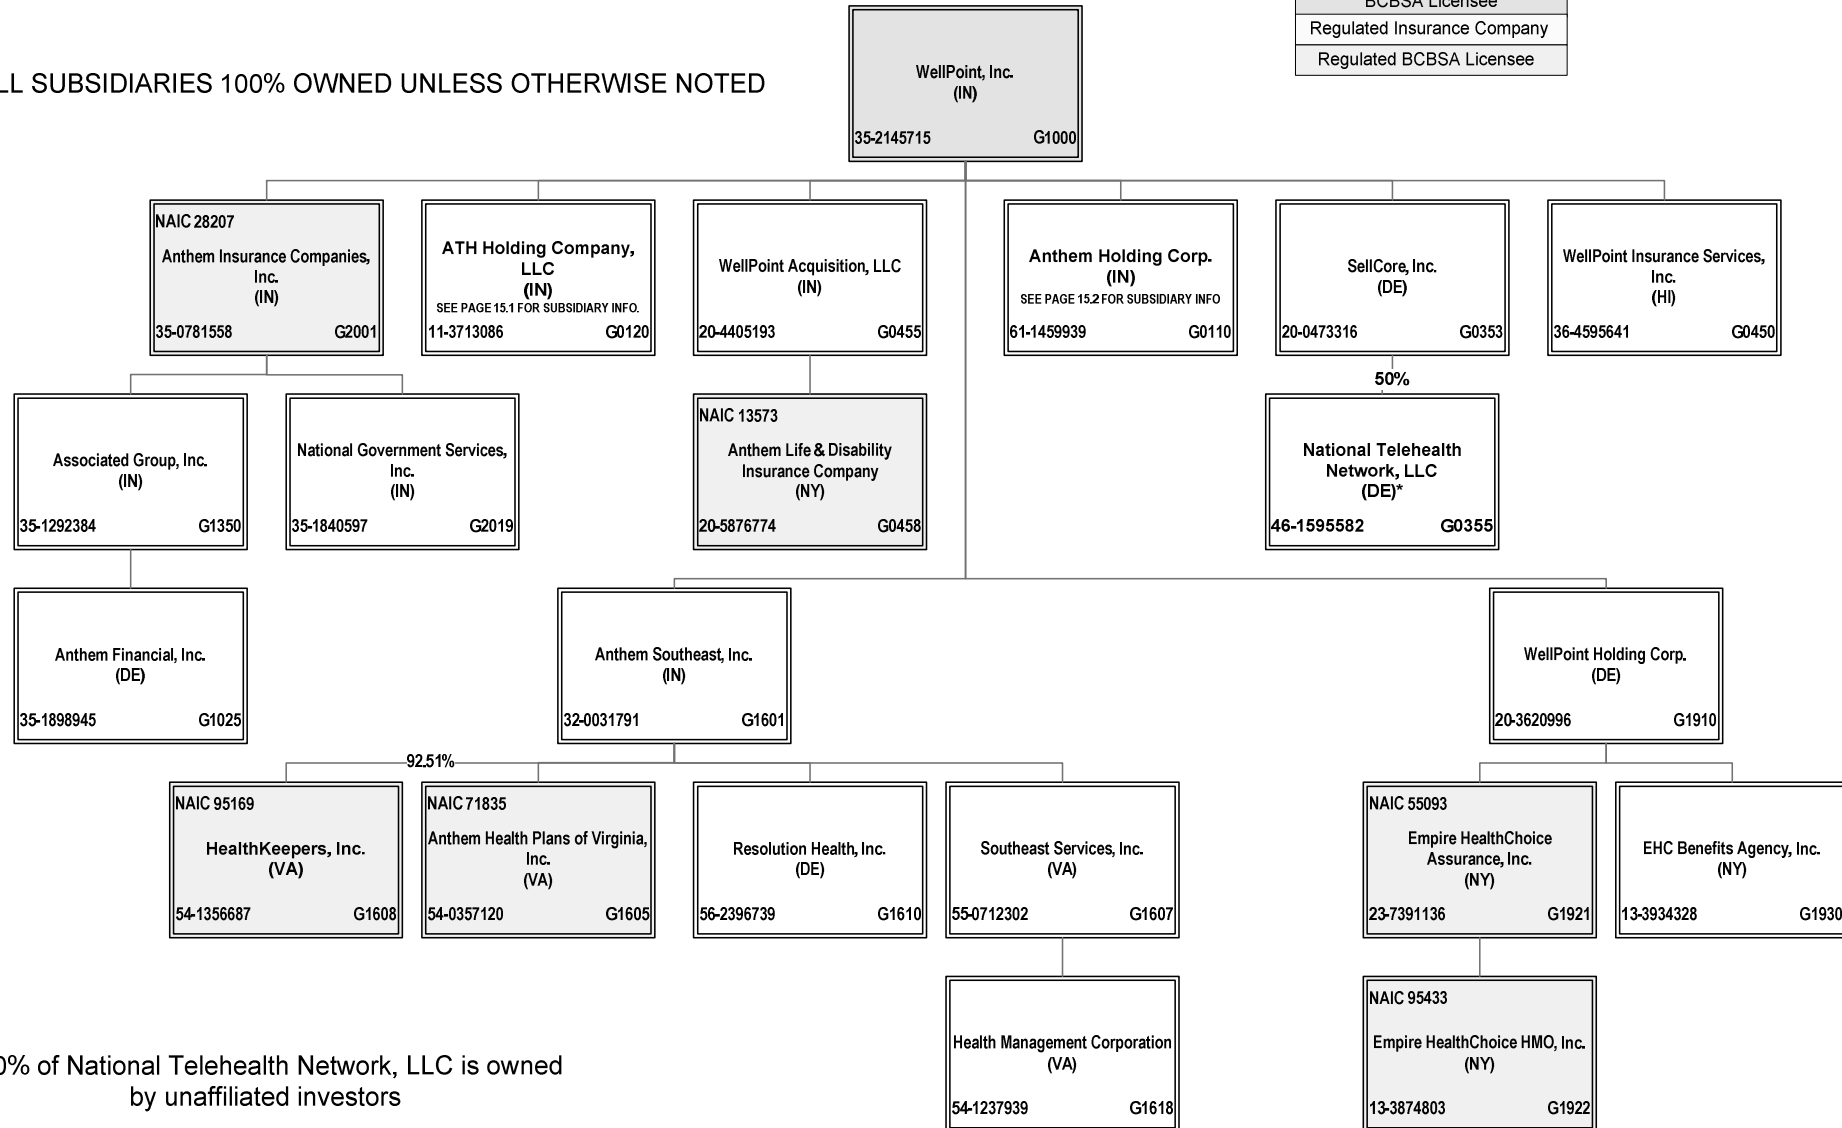 BCBSA Licensee
Regulated Insurance Company
Regulated BCBSA Licensee
LL SUBSIDIARIES 100% OWNED UNLESS OTHERWISE NOTED
WellPoint, Inc.
(IN)
35-2145715 G1000
NAIC 28207
Anthem Insurance Companies,
Inc.
(IN)
35-0781558 G2001
ATH Holding Company,
LLC
(IN)
SEE PAGE 15.1 FOR SUBSIDIARY INFO.
11-3713086 G0120
WellPoint Acquisition, LLC
(IN)
20-4405193 G0455
Anthem Holding Corp.
(IN)
SEE PAGE 15.2 FOR SUBSIDIARY INFO
61-1459939 G0110
SellCore, Inc.
(DE)
20-0473316 G0353
WellPoint Insurance Services,
Inc.
(HI)
36-4595641 G0450
50%
Associated Group, Inc.
(IN)
35-1292384 G1350
National Government Services,
Inc.
(IN)
35-1840597 G2019
NAIC 13573
Anthem Life & Disability
Insurance Company
(NY)
20-5876774 G0458
National Telehealth
Network, LLC
(DE)*
46-1595582 G0355
Anthem Financial, Inc.
(DE)
35-1898945 G1025
Anthem Southeast, Inc.
(IN)
32-0031791 G1601
WellPoint Holding Corp.
(DE)
20-3620996 G1910
92.51%
NAIC 95169
HealthKeepers, Inc.
(VA)
54-1356687 G1608
NAIC 71835
Anthem Health Plans of Virginia,
Inc.
(VA)
54-0357120 G1605
Resolution Health, Inc.
(DE)
56-2396739 G1610
Southeast Services, Inc.
(VA)
55-0712302 G1607
NAIC 55093
Empire HealthChoice
Assurance, Inc.
(NY)
23-7391136 G1921
EHC Benefits Agency, Inc.
(NY)
13-3934328 G1930
Health Management Corporation
(VA)
54-1237939 G1618
NAIC 95433
Empire HealthChoice HMO, Inc.
(NY)
13-3874803 G1922
0% of National Telehealth Network, LLC is owned
by unaffiliated investors